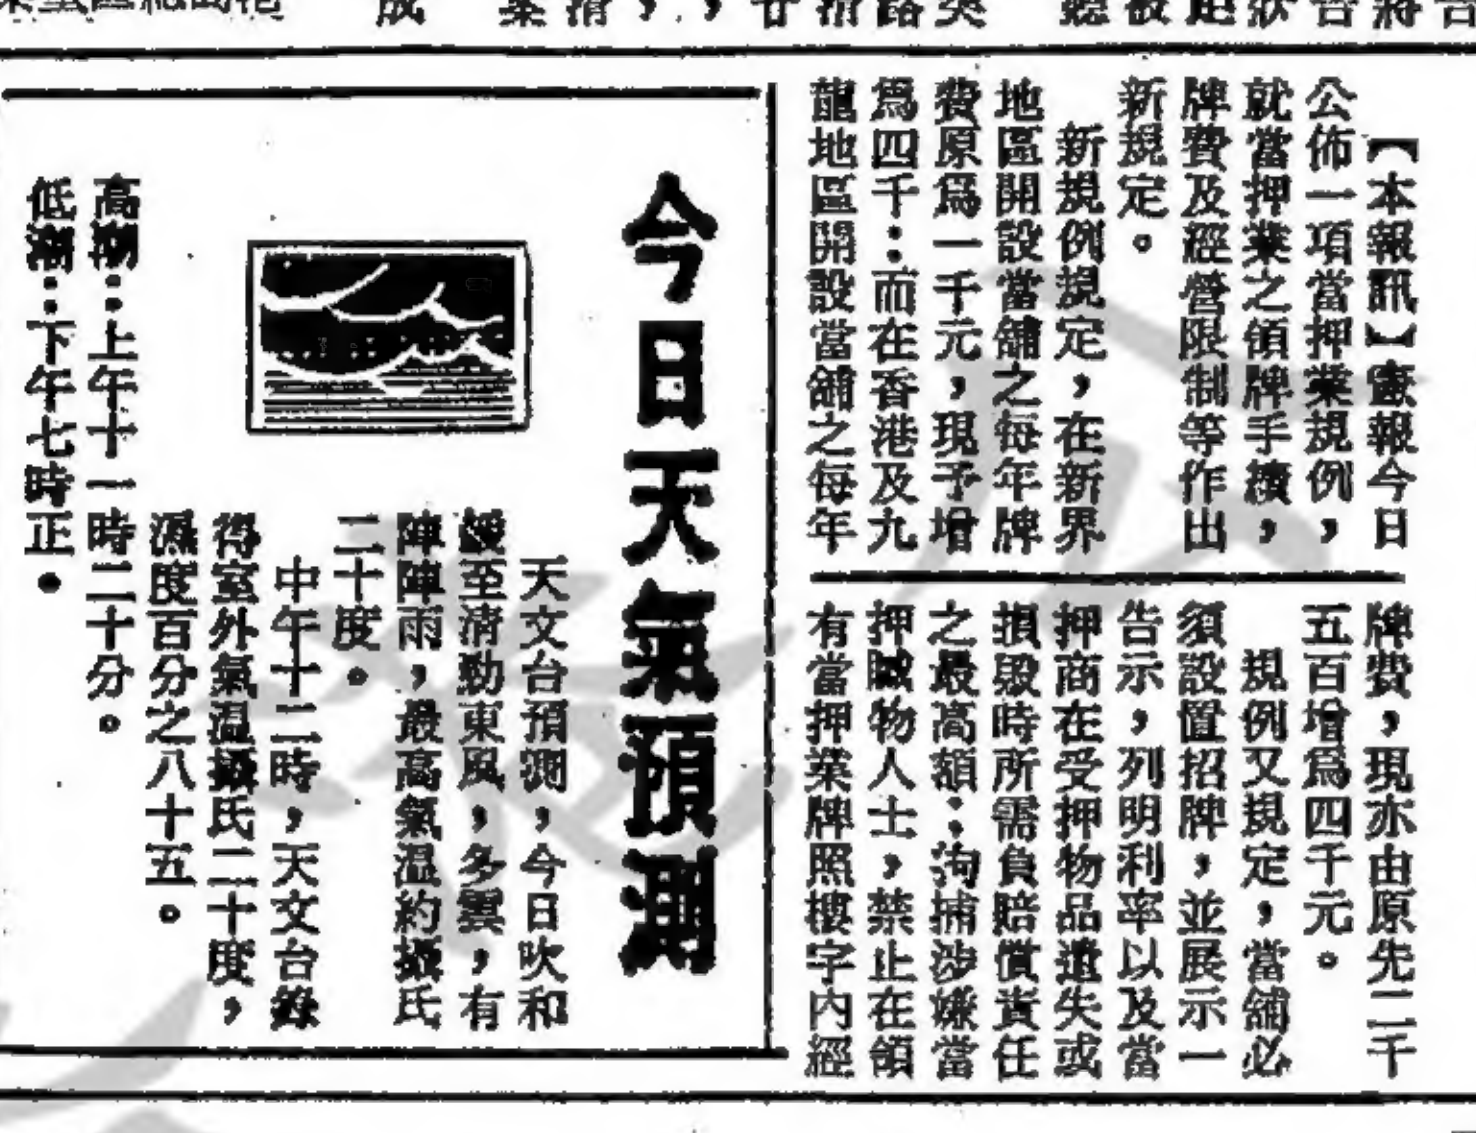 【本報訊】憲報今日
公佈一項當押業規例，
就當押業之領牌手續，
牌費及經營限制等作出
新規定。
新規例規定，在新界
地區開設當舖之每年牌
費原爲一千元，現予增
爲四千：而在香港及九
龍地區開設當舖之每年
牌費，現亦由原先二千
五百增爲四千元。
規例又規定，當舖必
須設置招牌，並展示一
告示，列明利率以及當
押商在受押物品遺失或
損毀時所需負賠償責任
之最高額：拘捕涉嫌當
押贓物人士，禁止在領
有當押業牌照樓字內經
今日天氣預測
天文台預測，今日吹和
緩至清勁東風，多雲，有
陣陣雨，最高氣溫約攝氏
二十度。
中午十二時，天文台錄
得室外氣溫攝氏二十度，
濕度百分之八十五。
高潮：上午十一時二十分。
低潮：下午七時正。